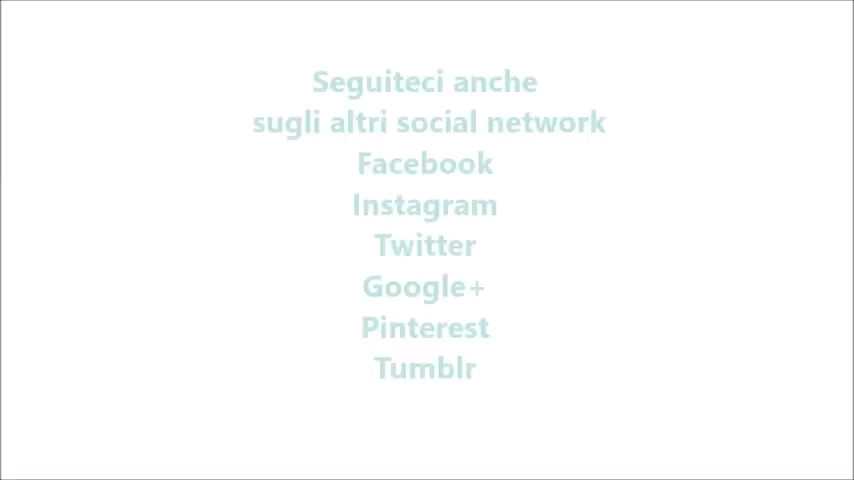 Seguiteci anche
sugli altri social network
Facebook
Instagram
Twitter
Google+
Pinterest
Tumblr